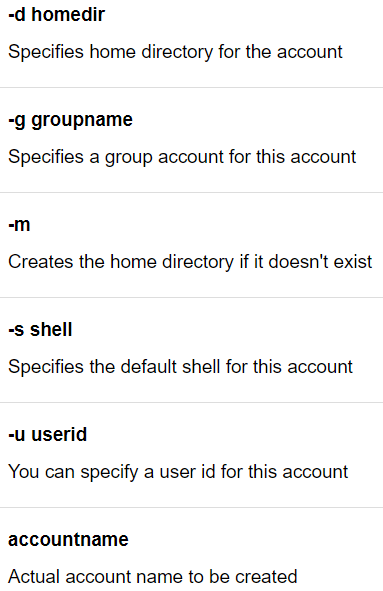 -d homedir
Specifies home directory for the account
-g groupname
Specifies a group account for this account
-m
Creates the home directory if it doesn't exist
-s shell
Specifies the default shell for this account
-u userid
You can specify a user id for this account
accountname
Actual account name to be created